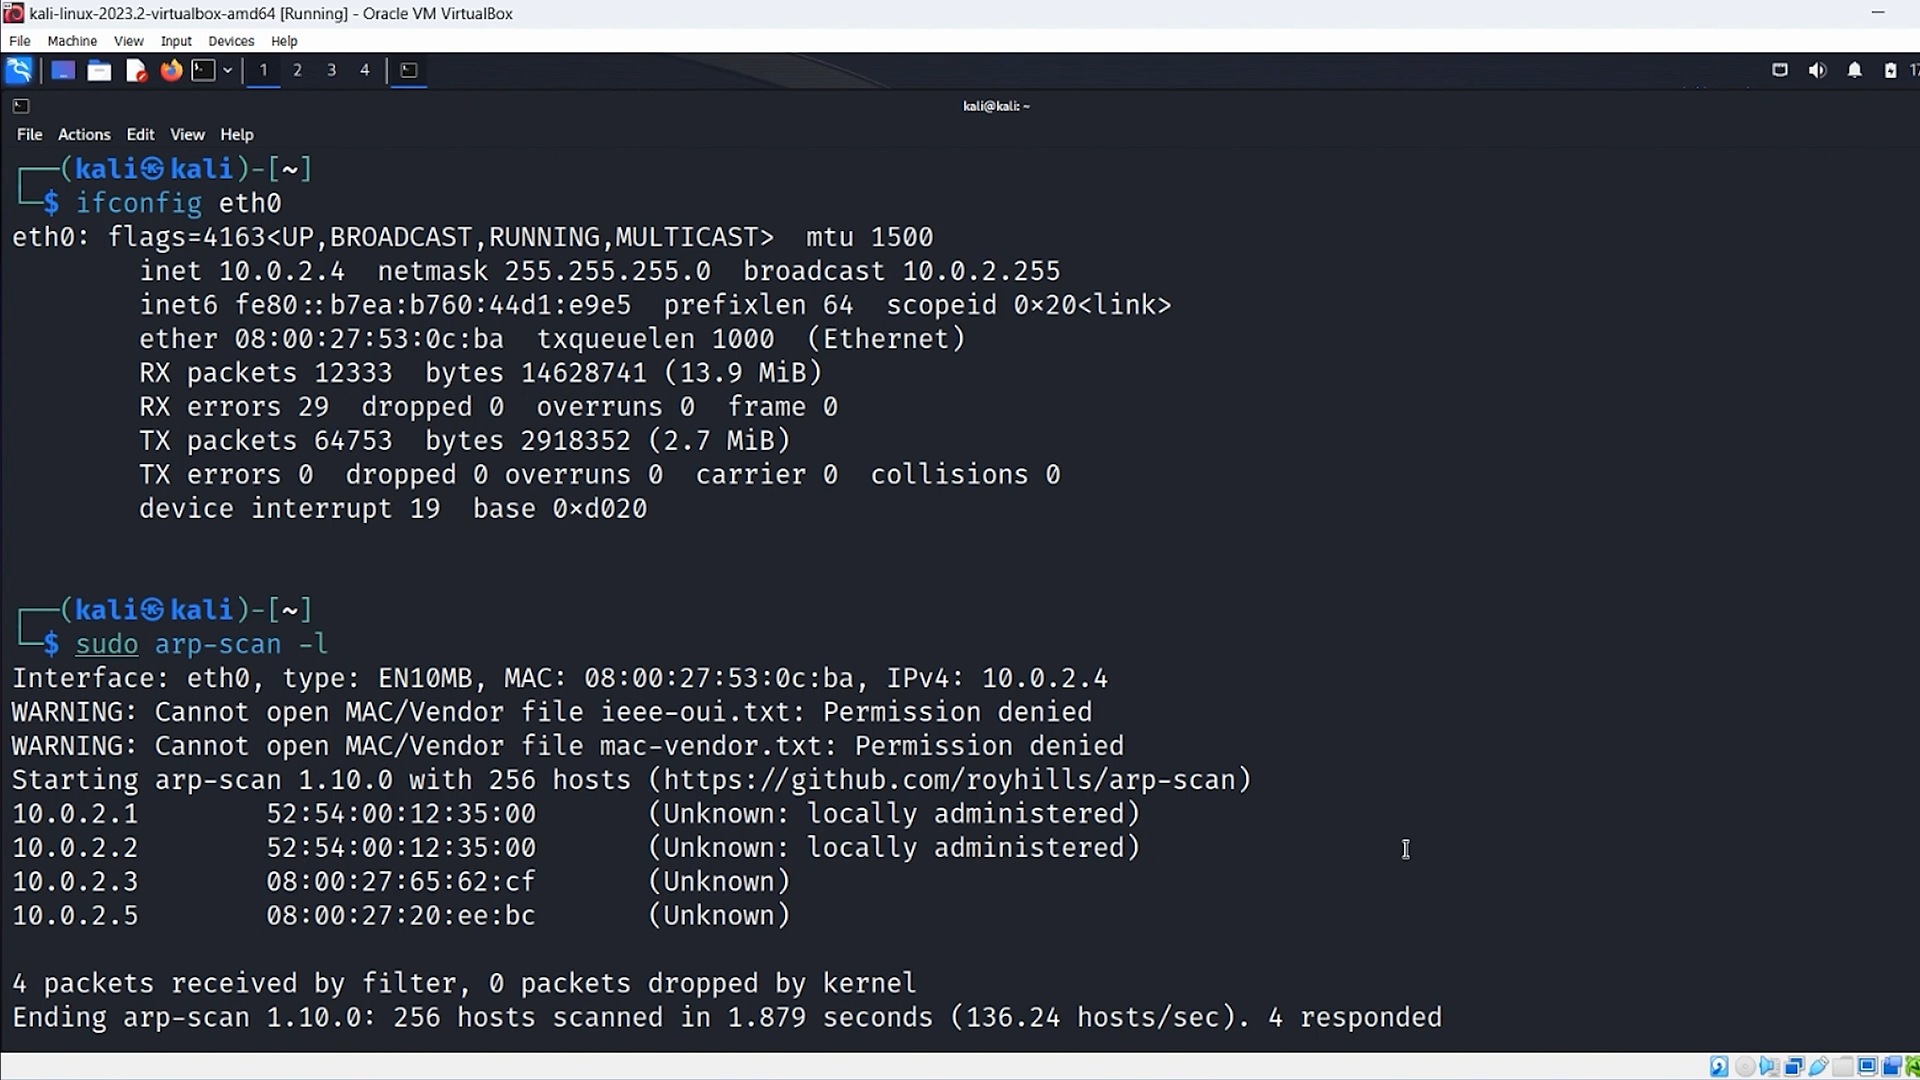 kali-linux-2023.2-virtualbox-amd64 [Running] - Oracle VM VirtualBox
File Machine View Input Devices Help
1 2 3 4
kali@kali: ~
File Actions Edit View Help
(kali㉿kali)-[~]
$ ifconfig eth0
eth0: flags=4163<UP,BROADCAST,RUNNING,MULTICAST>  mtu 1500
inet 10.0.2.4  netmask 255.255.255.0  broadcast 10.0.2.255
inet6 fe80::b7ea:b760:44d1:e9e5  prefixlen 64  scopeid 0×20<link>
ether 08:00:27:53:0c:ba  txqueuelen 1000  (Ethernet)
RX packets 12333  bytes 14628741 (13.9 MiB)
RX errors 29  dropped 0  overruns 0  frame 0
TX packets 64753  bytes 2918352 (2.7 MiB)
TX errors 0  dropped 0 overruns 0  carrier 0  collisions 0
device interrupt 19  base 0×d020
(kali㉿kali)-[~]
$ sudo arp-scan -l
Interface: eth0, type: EN10MB, MAC: 08:00:27:53:0c:ba, IPv4: 10.0.2.4
WARNING: Cannot open MAC/Vendor file ieee-oui.txt: Permission denied
WARNING: Cannot open MAC/Vendor file mac-vendor.txt: Permission denied
Starting arp-scan 1.10.0 with 256 hosts (https://github.com/royhills/arp-scan)
10.0.2.1 52:54:00:12:35:00 (Unknown: locally administered)
10.0.2.2 52:54:00:12:35:00 (Unknown: locally administered)
10.0.2.3 08:00:27:65:62:cf (Unknown)
10.0.2.5 08:00:27:20:ee:bc (Unknown)
4 packets received by filter, 0 packets dropped by kernel
Ending arp-scan 1.10.0: 256 hosts scanned in 1.879 seconds (136.24 hosts/sec). 4 responded